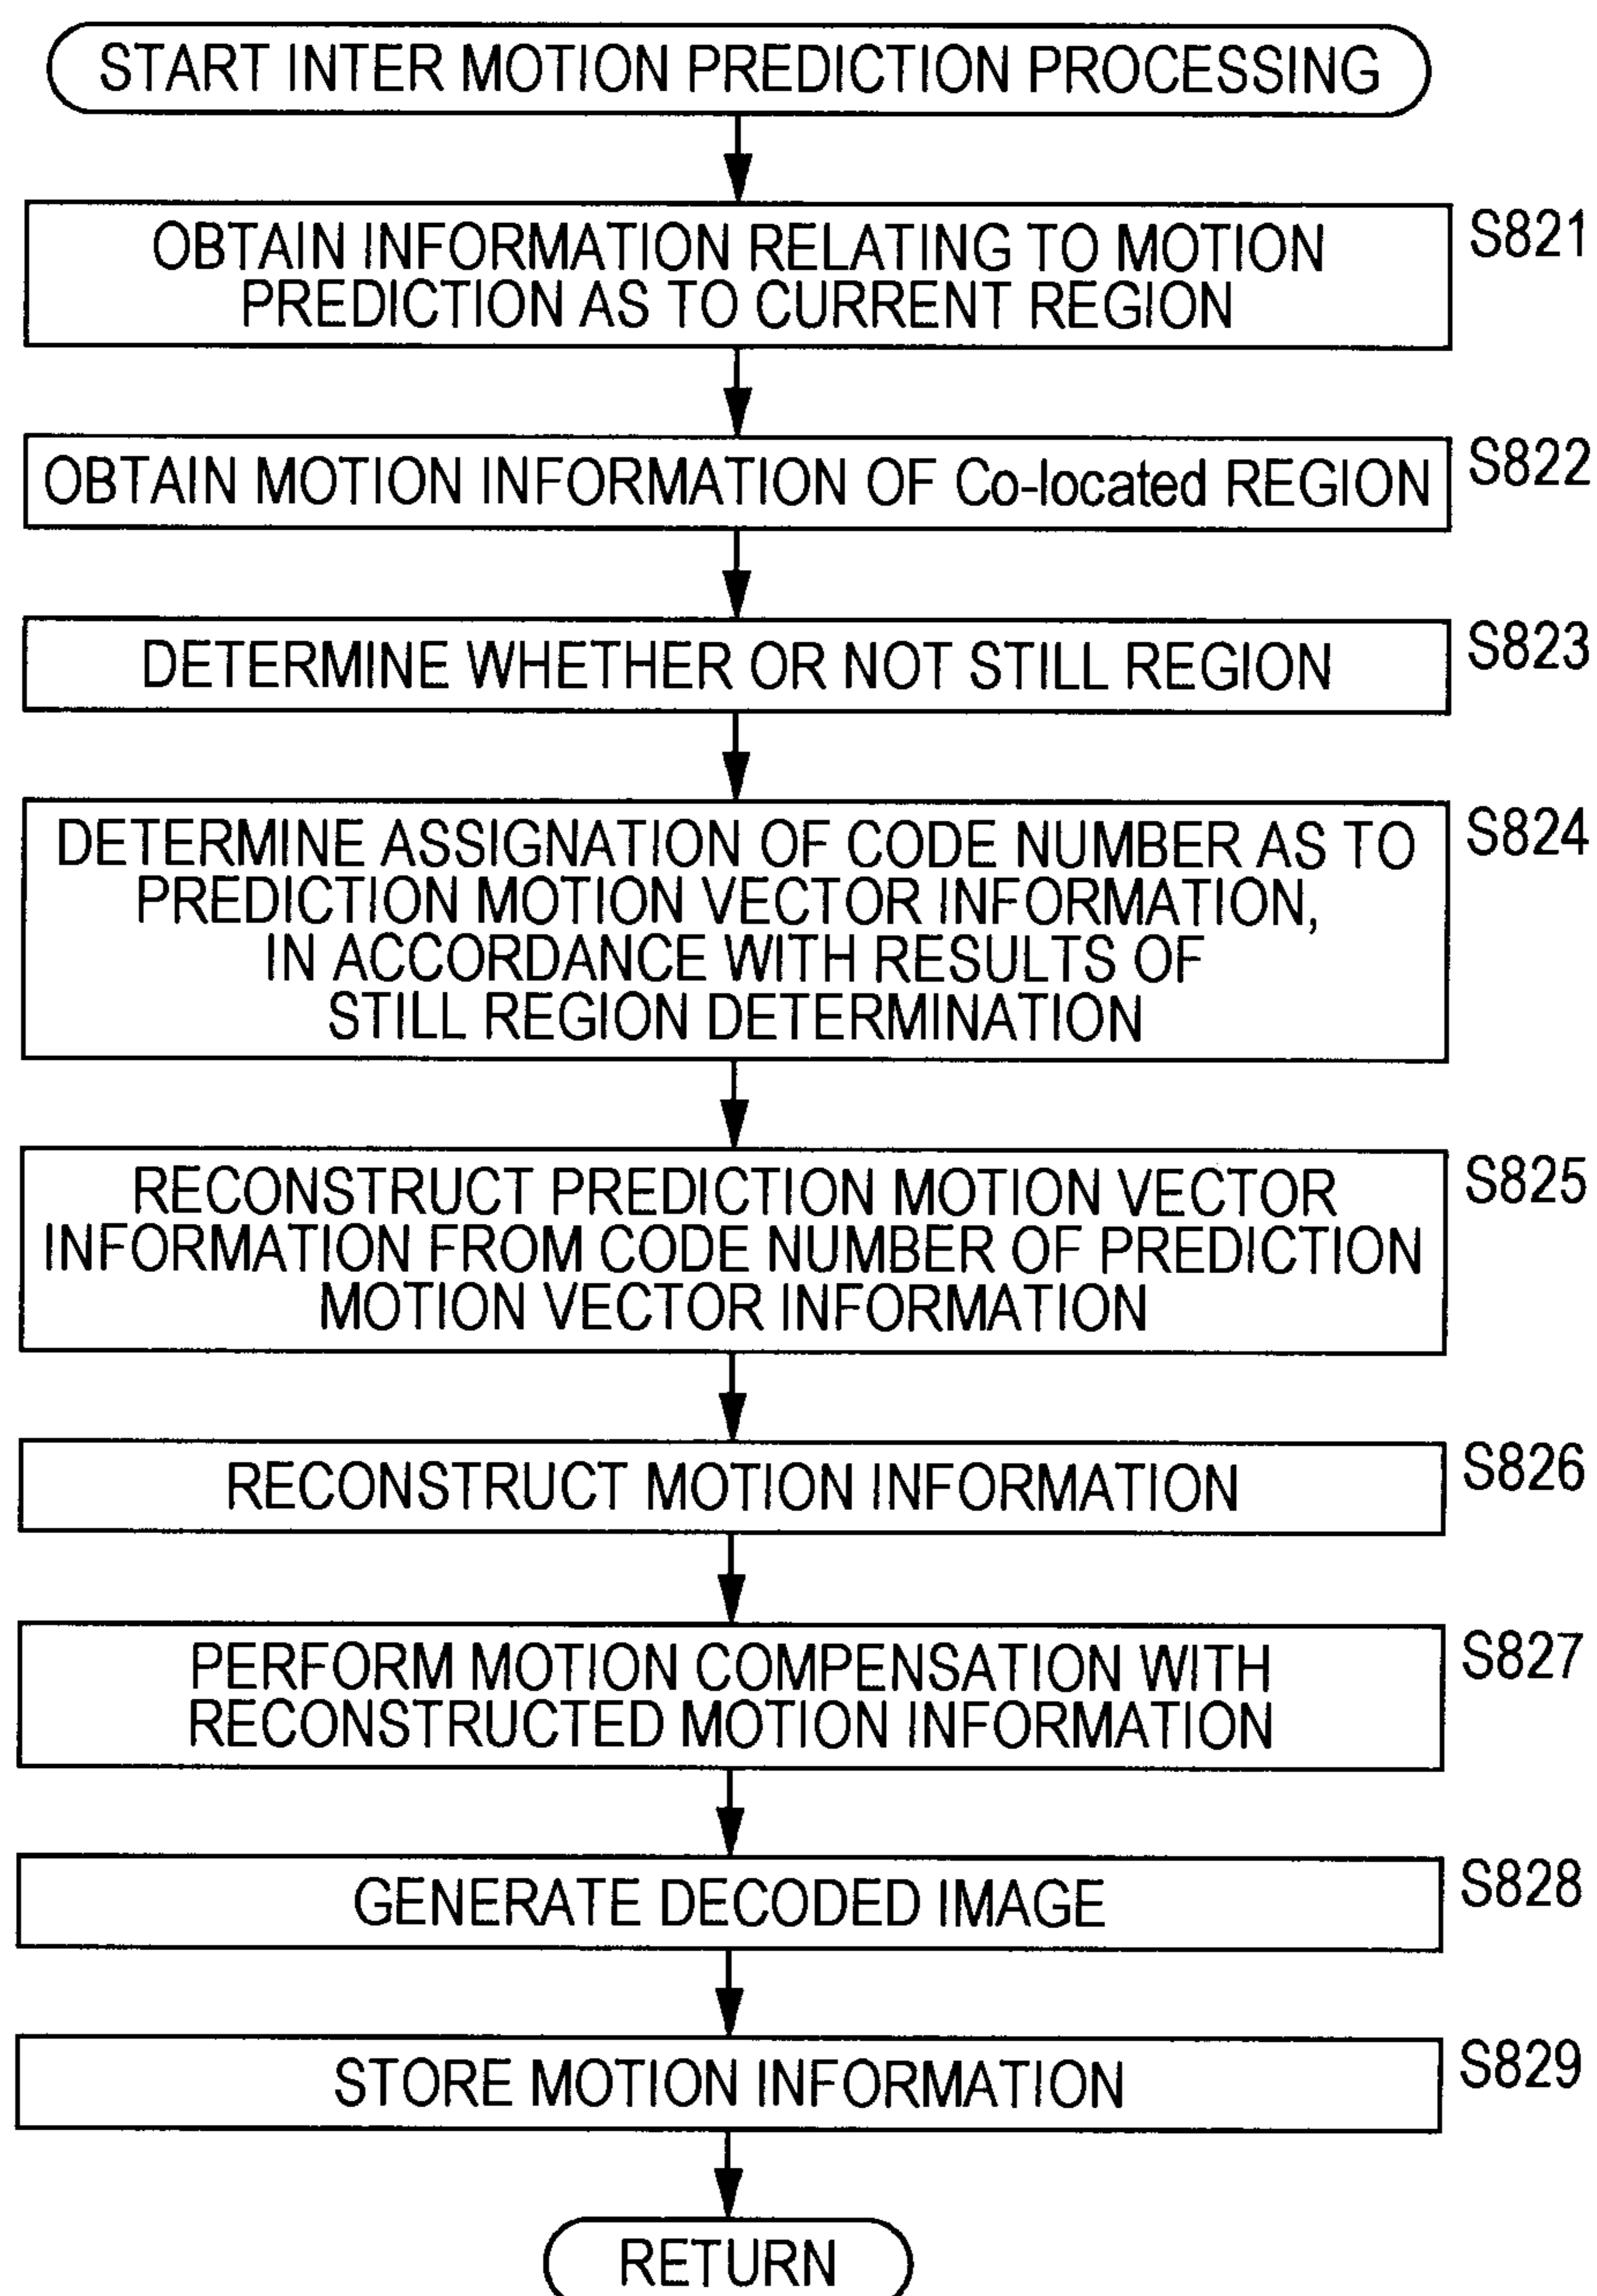 START INTER MOTION PREDICTION PROCESSING
OBTAIN INFORMATION RELATING TO MOTION
PREDICTION AS TO CURRENT REGION
S821
OBTAIN MOTION INFORMATION OF Co-located REGION
S822
DETERMINE WHETHER OR NOT STILL REGION
S823
DETERMINE ASSIGNATION OF CODE NUMBER AS TO
PREDICTION MOTION VECTOR INFORMATION,
IN ACCORDANCE WITH RESULTS OF
STILL REGION DETERMINATION
S824
RECONSTRUCT PREDICTION MOTION VECTOR
INFORMATION FROM CODE NUMBER OF PREDICTION
MOTION VECTOR INFORMATION
S825
RECONSTRUCT MOTION INFORMATION
S826
PERFORM MOTION COMPENSATION WITH
RECONSTRUCTED MOTION INFORMATION
S827
GENERATE DECODED IMAGE
S828
STORE MOTION INFORMATION
S829
RETURN